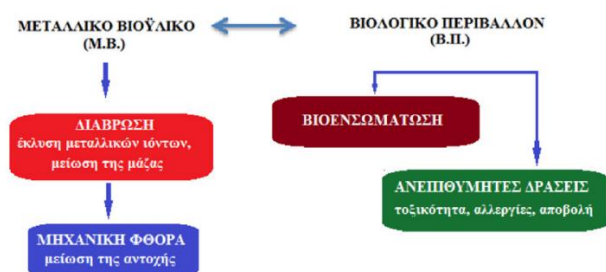 ΜΕΤΑΛΛΙΚΟ ΒΙΟΫΛΙΚΟ
(Μ.Β.)
ΒΙΟΛΟΓΙΚΟ ΠΕΡΙΒΑΛΛΟΝ
(Β.Π.)
ΔΙΑΒΡΩΣΗ
έκλυση μεταλλικών ιόντων,
μείωση της μάζας
ΒΙΟΕΝΣΩΜΑΤΩΣΗ
ΑΝΕΠΙΘΥΜΗΤΕΣ ΔΡΑΣΕΙΣ
τοξικότητα, αλλεργίες, αποβολή
ΜΗΧΑΝΙΚΗ ΦΘΟΡΑ
μείωση της αντοχής